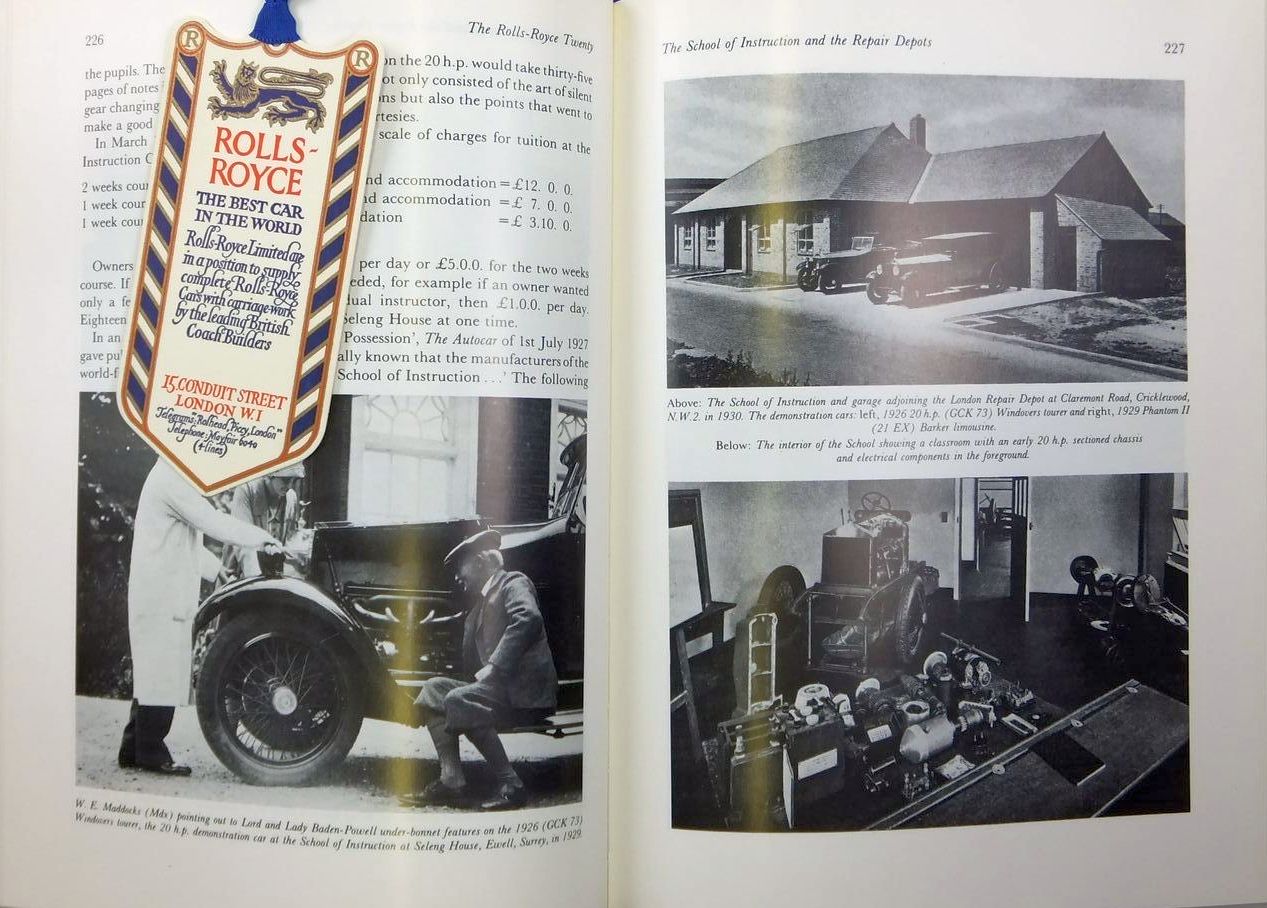 226
The Rolls-Royce Twenty
the pupils. The
on the 20 h.p. would take thirty-five
pages of notes
ot only consisted of the art of silent
gear changing
ns but also the points that went to
make a good
rtesies.
In March
scale of charges for tuition at the
Instruction C
2 weeks cour
nd accommodation = £12. 0. 0.
1 week cour
nd accommodation = £ 7. 0. 0.
1 week cou
dation = £ 3.10. 0.
Owners
per day or £5.0.0. for the two weeks
course. If
eded, for example if an owner wanted
only a fe
dual instructor, then £1.0.0. per day.
Eighteen
Seleng House at one time.
In an
Possession', The Autocar of 1st July 1927
gave pu
ally known that the manufacturers of the
world-f
School of Instruction . . .' The following
R
R
ROLLS-
ROYCE
THE BEST CAR
IN THE WORLD
Rolls-Royce Limited are
in a position to supply
complete Rolls-Royce
Cars with carriage-work
by the leading British
Coach Builders
15, CONDUIT STREET
LONDON W.1
Telegrams: "Rolhead, Piccy, London"
Telephone: Mayfair 6040
(4 lines)
W. E. Maddocks (Mdx) pointing out to Lord and Lady Baden-Powell under-bonnet features on the 1926 (GCK 73)
Windovers tourer, the 20 h.p. demonstration car at the School of Instruction at Seleng House, Ewell, Surrey, in 1929.
The School of Instruction and the Repair Depots
227
Above: The School of Instruction and garage adjoining the London Repair Depot at Claremont Road, Cricklewood,
N.W.2. in 1930. The demonstration cars: left, 1926 20 h.p. (GCK 73) Windovers tourer and right, 1929 Phantom II
(21 EX) Barker limousine.
Below: The interior of the School showing a classroom with an early 20 h.p. sectioned chassis
and electrical components in the foreground.